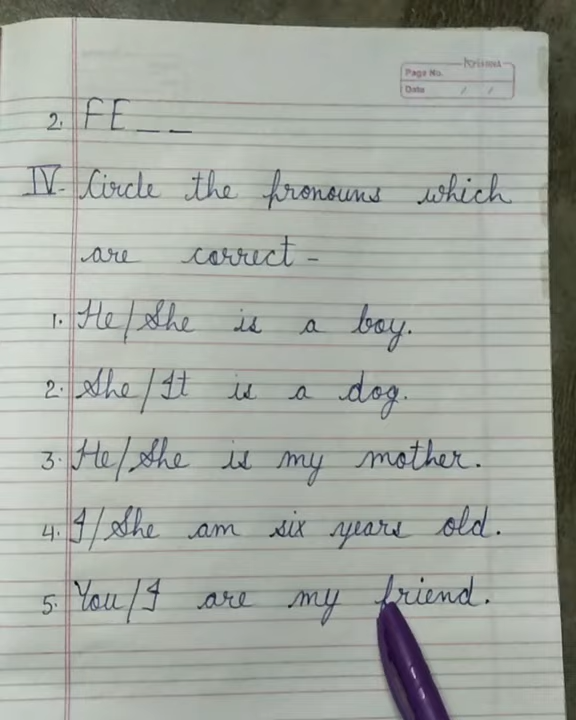 Page No.
Date / /
2. FE _ _
IV. Circle the pronouns which
are correct -
1. He/She is a boy.
2. She/It is a dog.
3. He/She is my mother.
4. I/She am six years old.
5. You/I are my friend.